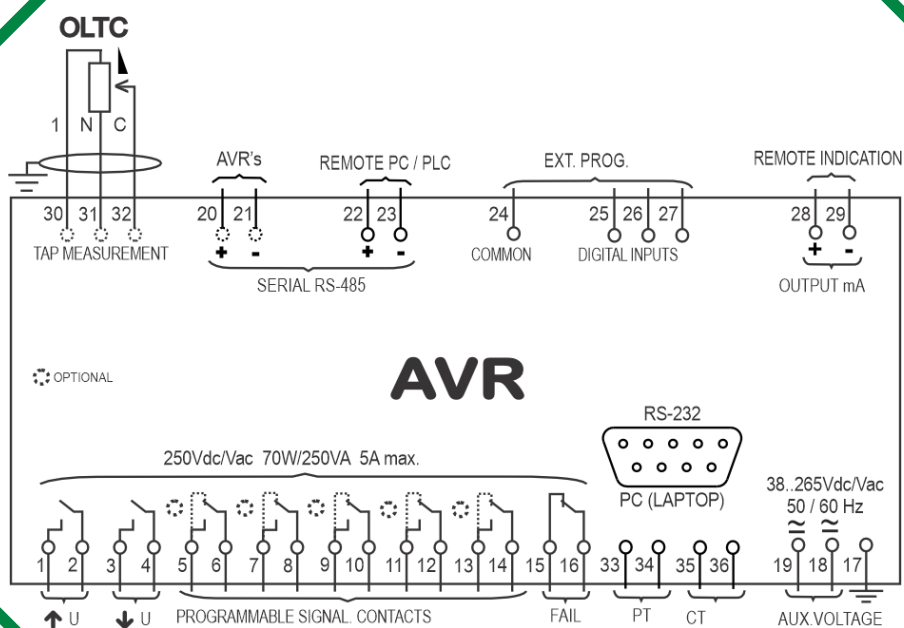 OLTC
1 N C
AVR's
REMOTE PC / PLC
EXT. PROG.
REMOTE INDICATION
30 31 32 20 21 22 23 24 25 26 27 28 29
TAP MEASUREMENT
+ - + -
COMMON
DIGITAL INPUTS
+ -
SERIAL RS-485
OUTPUT mA
OPTIONAL
AVR
RS-232
250Vdc/Vac 70W/250VA 5A max.
PC (LAPTOP)
38..265Vdc/Vac
50 / 60 Hz
1 2 3 4 5 6 7 8 9 10 11 12 13 14 15 16 33 34 35 36 19 18 17
U
U
PROGRAMMABLE SIGNAL. CONTACTS
FAIL
PT
CT
AUX.VOLTAGE